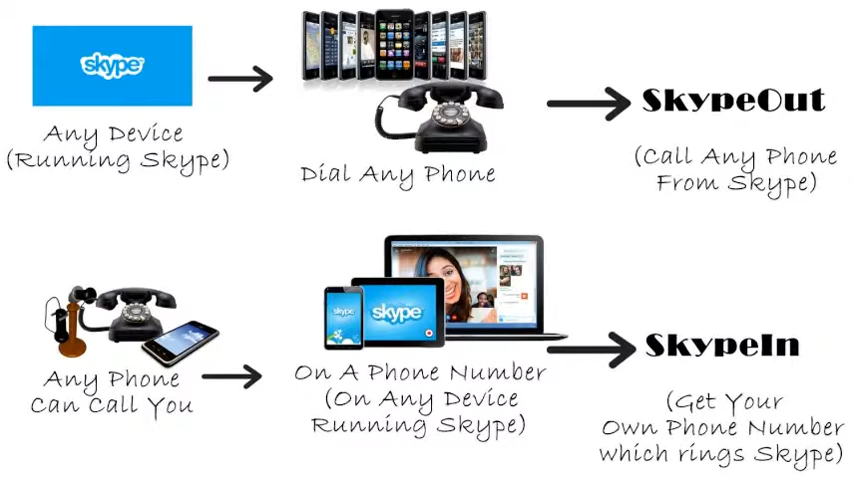 skype
Any Device
(Running Skype)
Dial Any Phone
SkypeOut
(Call Any Phone
From Skype)
Any Phone
Can Call You
skype
On A Phone Number
(On Any Device
Running Skype)
SkypeIn
(Get Your
Own Phone Number
which rings Skype)